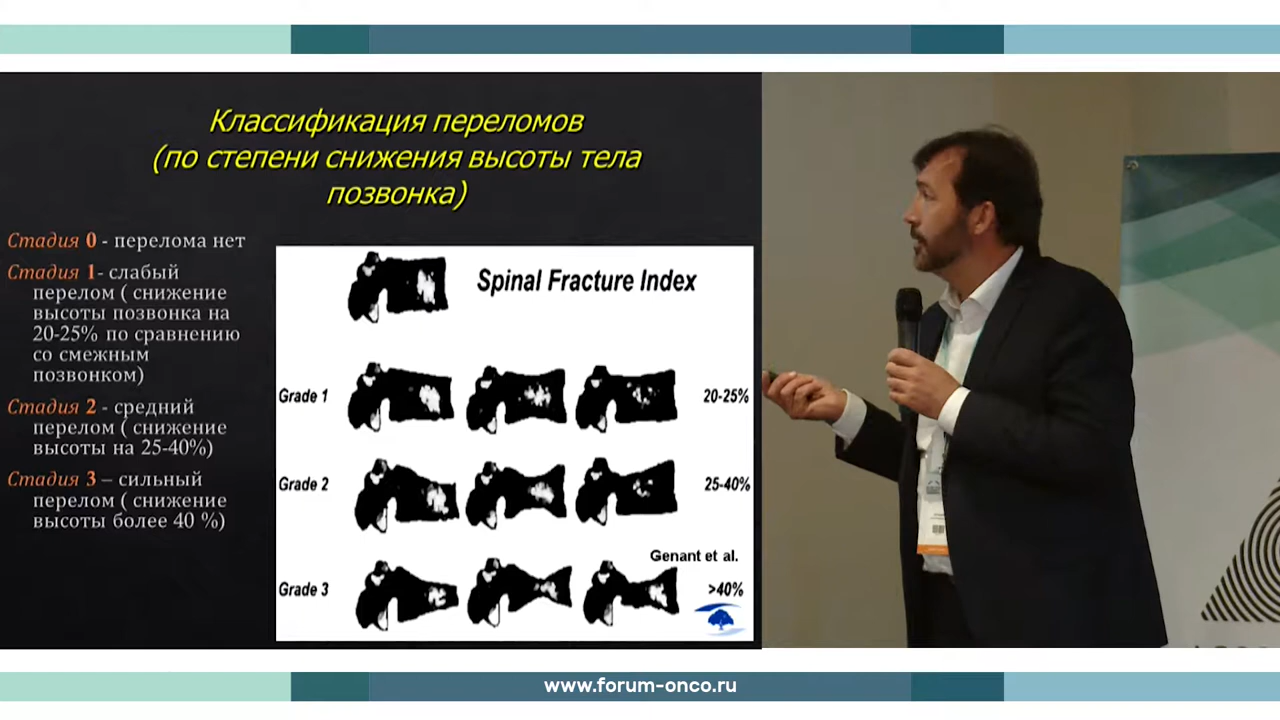 Классификация переломов
(по степени снижения высоты тела
позвонка)
Стадия 0 - перелома нет
Стадия 1- слабый
перелом ( снижение
высоты позвонка на
20-25% по сравнению
со смежным
позвонком)
Стадия 2 - средний
перелом ( снижение
высоты на 25-40%)
Стадия 3 – сильный
перелом ( снижение
высоты более 40 %)
Spinal Fracture Index
Grade 1
20-25%
Grade 2
25-40%
Genant et al.
Grade 3
>40%
www.forum-onco.ru